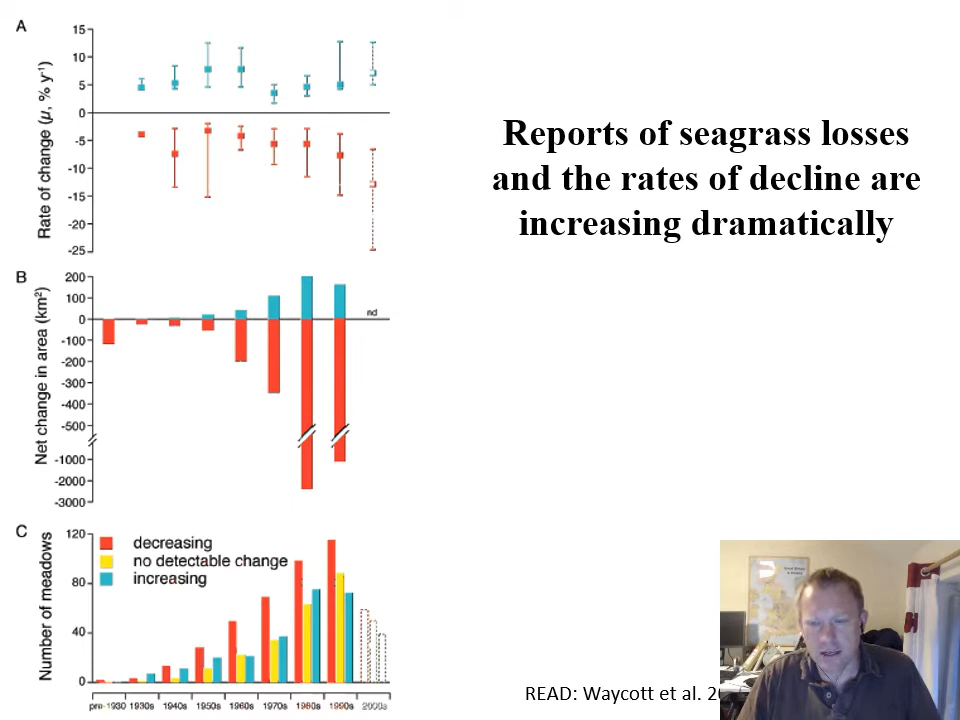 A
Rate of change (μ, % y⁻¹)
15
10
5
0
-5
-10
-15
-20
-25
Reports of seagrass losses
and the rates of decline are
increasing dramatically
B
Net change in area (km²)
200
100
0
-100
-200
-300
-400
-500
-1000
-2000
-3000
nd
C
Number of meadows
120
80
40
0
decreasing
no detectable change
increasing
pre-1930 1930s 1940s 1950s 1960s 1970s 1980s 1990s 2000s
READ: Waycott et al.